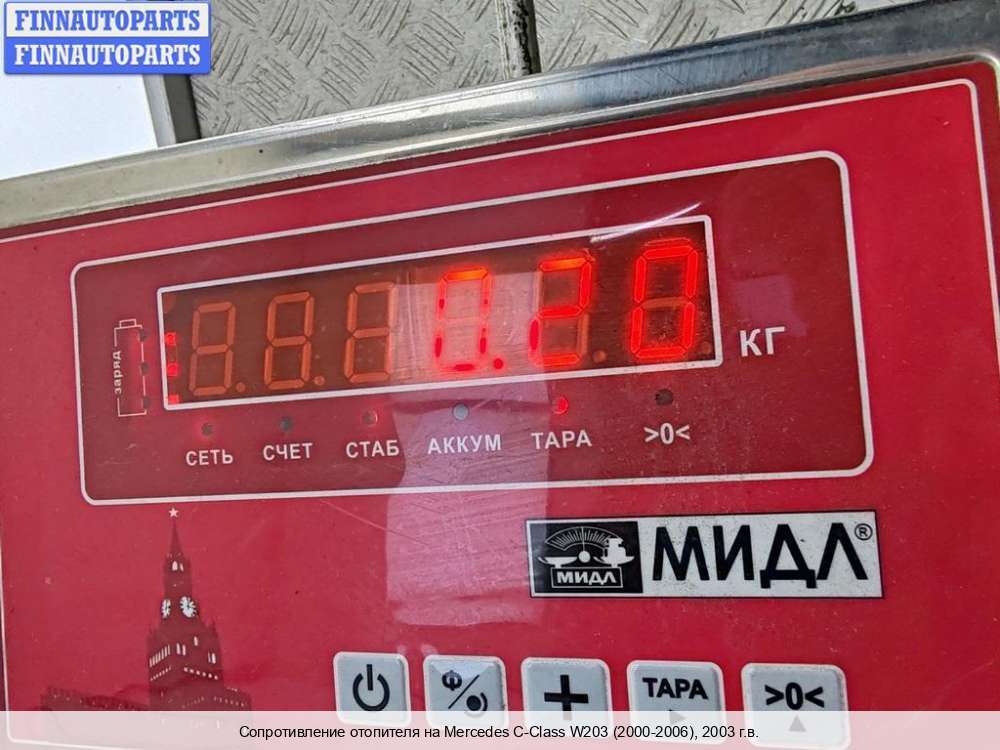 FINNAUTOPARTS
FINNAUTOPARTS
заряд
0.20
КГ
СЕТЬ СЧЕТ СТАБ АККУМ ТАРА >0<
МИДЛ МИДЛ®
Ф
+
ТАРА
>0<
Сопротивление отопителя на Mercedes C-Class W203 (2000-2006), 2003 г.в.